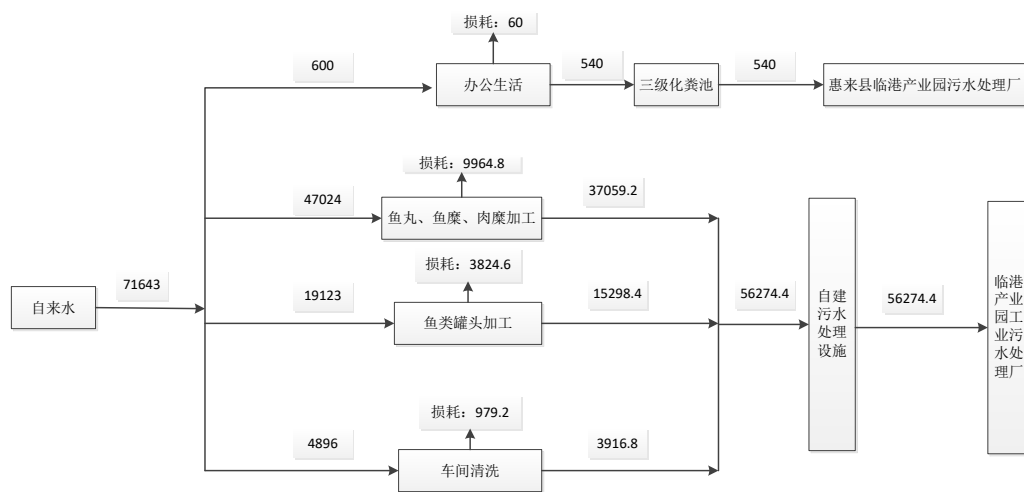 损耗：60
600
540
540
办公生活
三级化粪池
惠来县临港产业园污水处理厂
损耗：9964.8
47024
37059.2
鱼丸、鱼糜、肉糜加工
损耗：3824.6
71643
19123
15298.4
56274.4
56274.4
自来水
鱼类罐头加工
自建
污水
处理
设施
临港
产业
园工
业污
水处
理厂
损耗：979.2
4896
3916.8
车间清洗